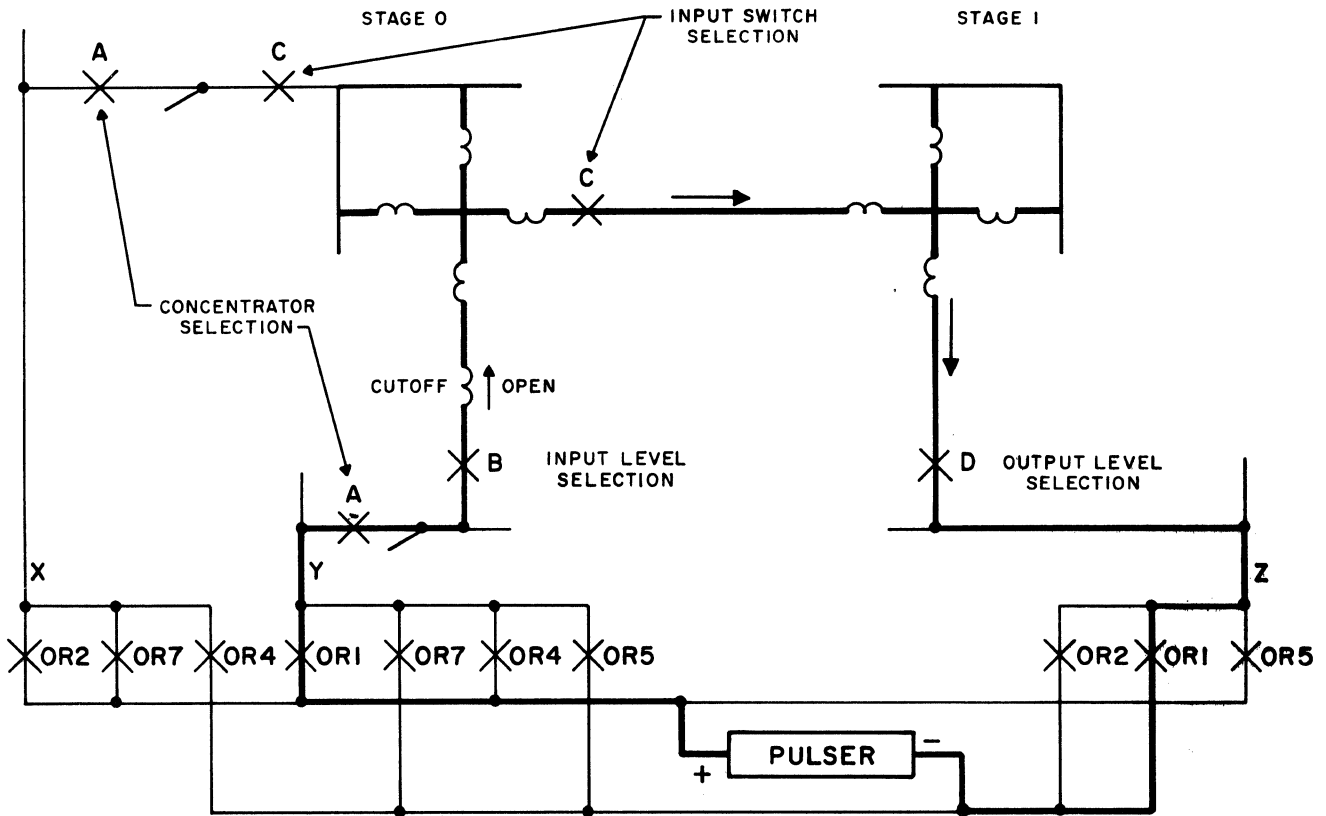 STAGE 0
INPUT SWITCH
SELECTION
STAGE 1
A
C
C
CONCENTRATOR
SELECTION
CUTOFF
OPEN
B
INPUT LEVEL
SELECTION
D
OUTPUT LEVEL
SELECTION
A
X
Y
Z
OR2
OR7
OR4
OR1
OR7
OR4
OR5
OR2
OR1
OR5
PULSER
+
−